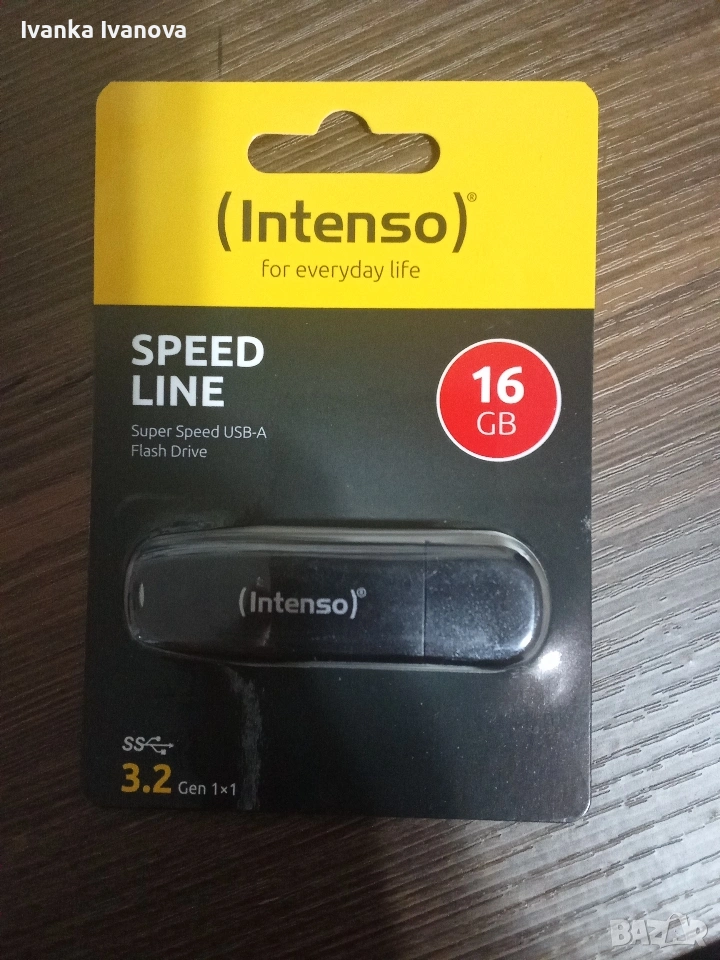 Ivanka Ivanova
(Intenso)®
for everyday life
SPEED
LINE
Super Speed USB-A
Flash Drive
16
GB
(Intenso)®
SS
3.2 Gen 1×1
BAZAR